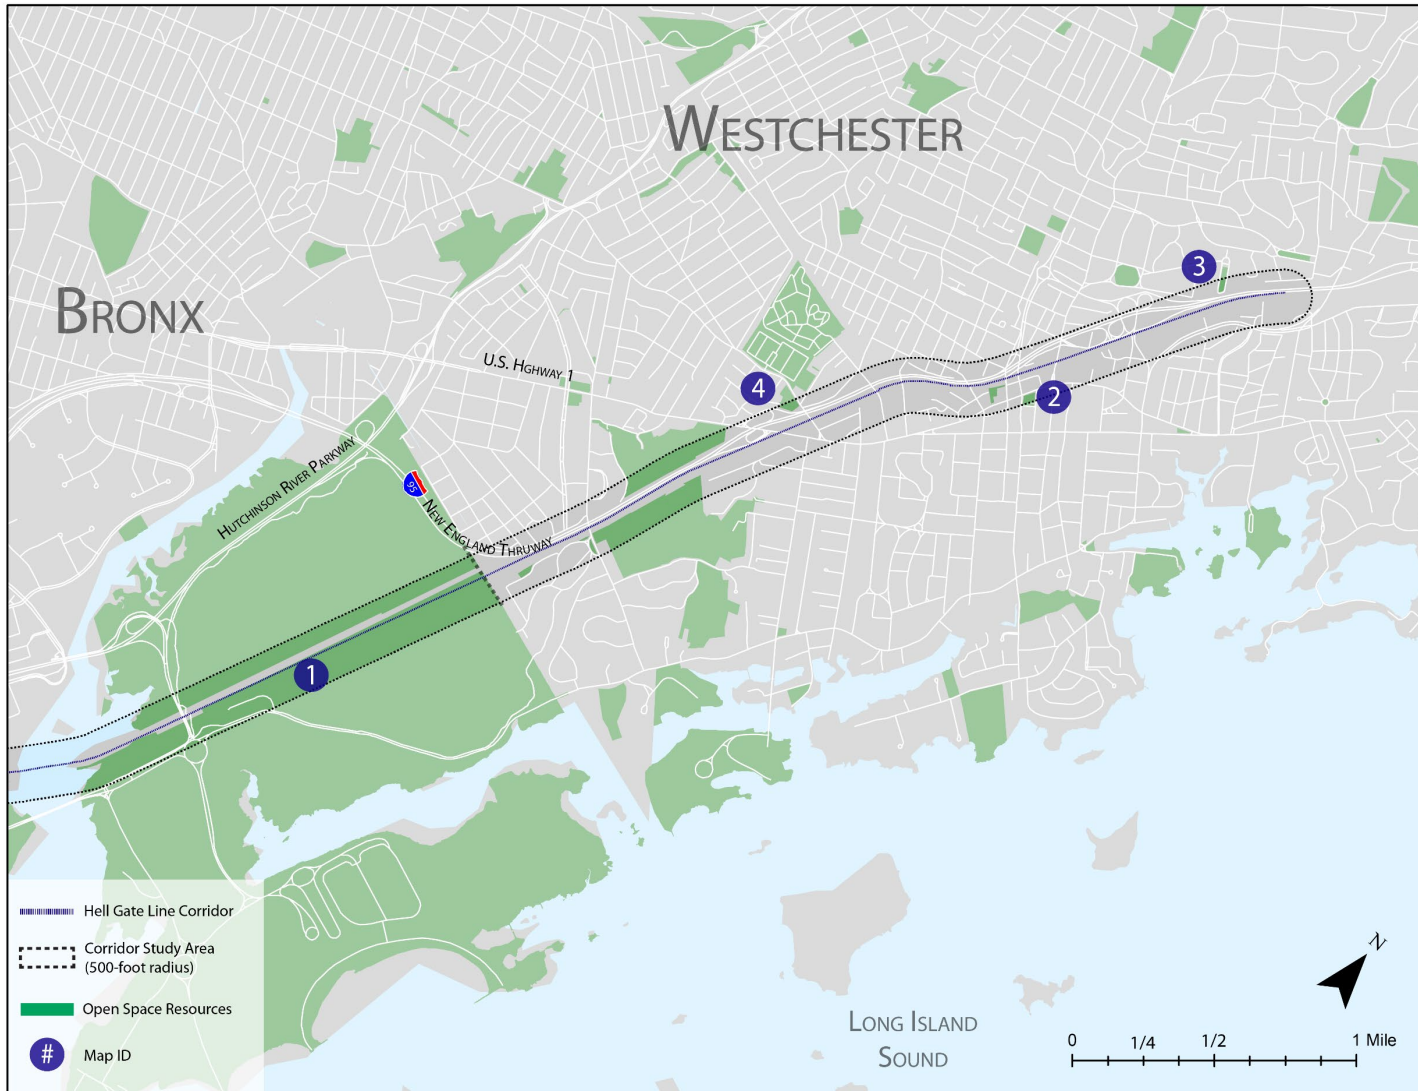 WESTCHESTER
3
BRONX
U.S. HGHWAY 1
4
2
HUTCHINSON RIVER PARKWAY
95
NEW ENGLAND THRUWAY
1
Hell Gate Line Corridor
Corridor Study Area
(500-foot radius)
Open Space Resources
# Map ID
LONG ISLAND
SOUND
N
0 1/4 1/2 1 Mile